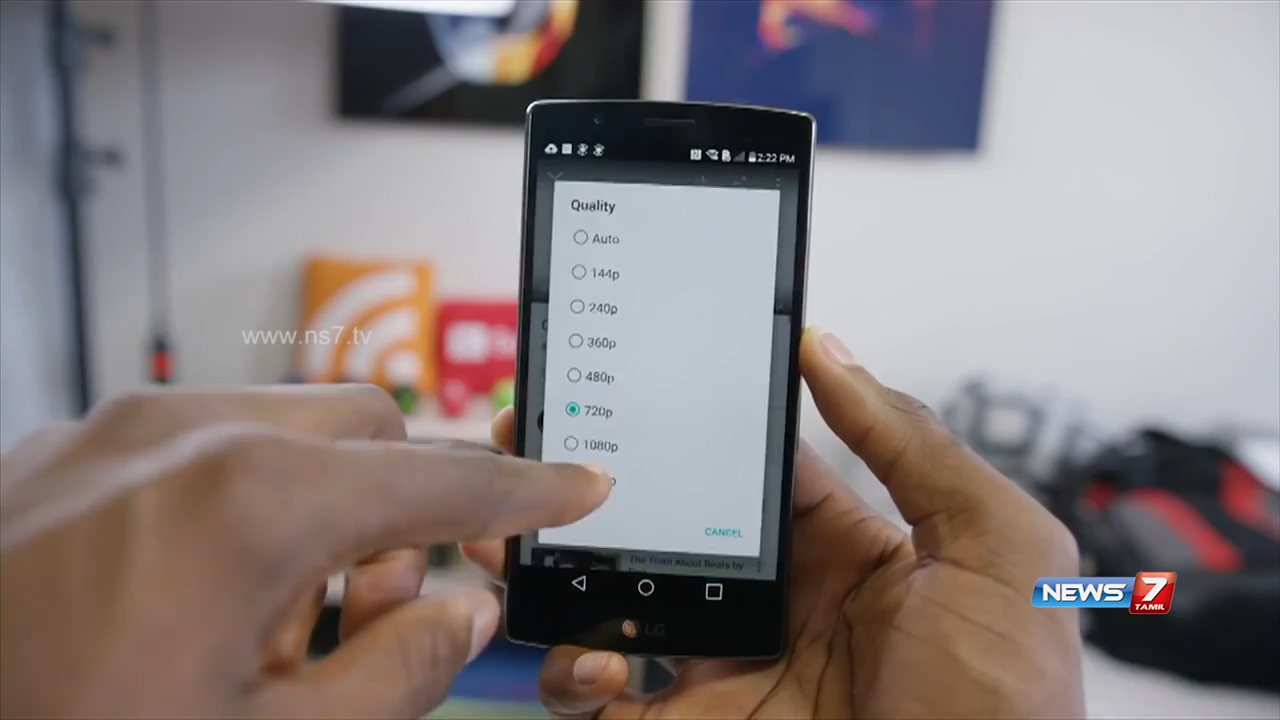 2:22 PM
Quality
Auto
144p
240p
360p
480p
720p
1080p
CANCEL
The Truth About Beats by
LG
www.ns7.tv
NEWS 7
TAMIL